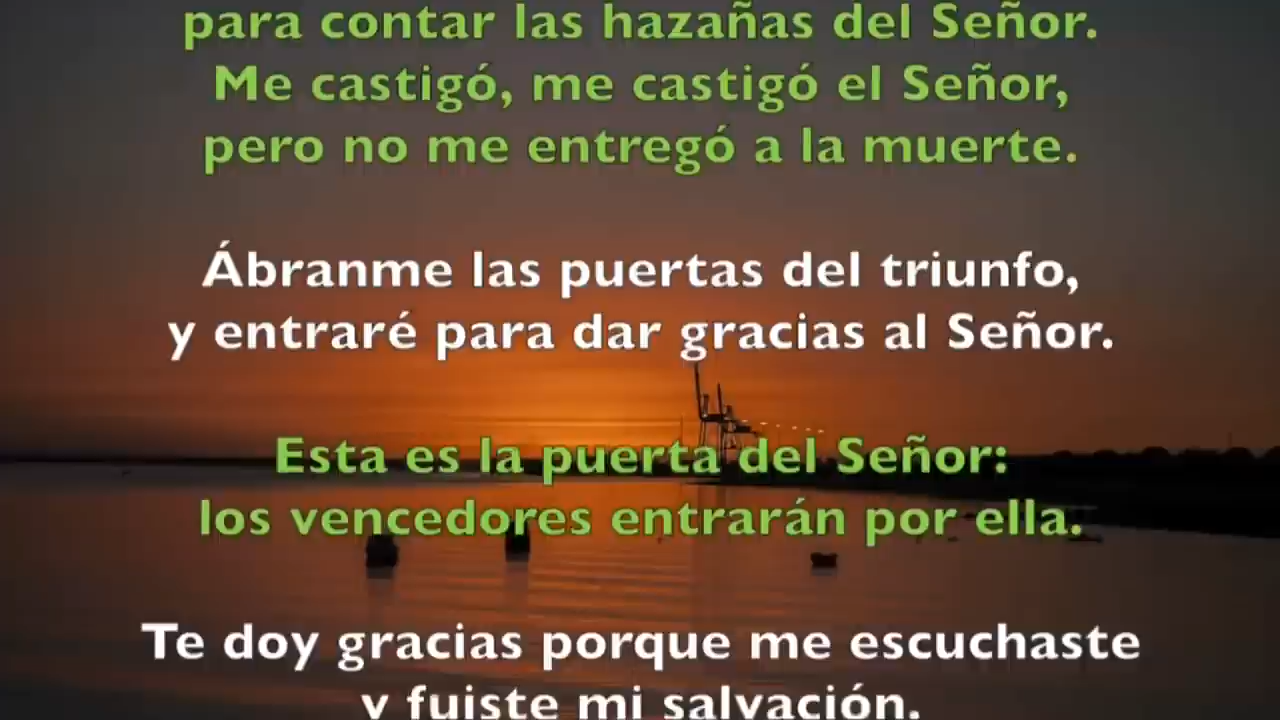 para contar las hazañas del Señor.
Me castigó, me castigó el Señor,
pero no me entregó a la muerte.
Ábranme las puertas del triunfo,
y entraré para dar gracias al Señor.
Esta es la puerta del Señor:
los vencedores entrarán por ella.
Te doy gracias porque me escuchaste
y fuiste mi salvación.